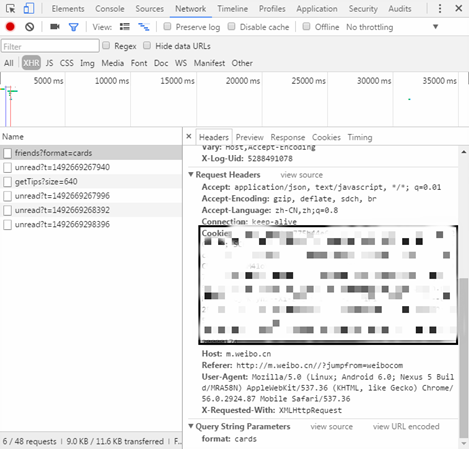 Elements Console Sources Network Timeline Profiles Application Security Audits
View: Preserve log Disable cache Offline No throttling
Filter Regex Hide data URLs
All XHR JS CSS Img Media Font Doc WS Manifest Other
5000 ms 10000 ms 15000 ms 20000 ms 25000 ms 30000 ms 35000 ms
Name
friends?format=cards
unread?t=1492669267940
getTips?size=640
unread?t=1492669267996
unread?t=1492669268392
unread?t=1492669298396
6 / 48 requests | 9.0 KB / 11.6 KB transferred | F...
× Headers Preview Response Cookies Timing
Vary: Host,Accept-Encoding
X-Log-Uid: 5288491078
▼ Request Headers view source
Accept: application/json, text/javascript, */*; q=0.01
Accept-Encoding: gzip, deflate, sdch, br
Accept-Language: zh-CN,zh;q=0.8
Connection: keep-alive
Cookie
Host: m.weibo.cn
Referer: http://m.weibo.cn//?jumpfrom=weibocom
User-Agent: Mozilla/5.0 (Linux; Android 6.0; Nexus 5 Buil
d/MRA58N) AppleWebKit/537.36 (KHTML, like Gecko) Chrome/
56.0.2924.87 Mobile Safari/537.36
X-Requested-With: XMLHttpRequest
▼ Query String Parameters view source view URL encoded
format: cards